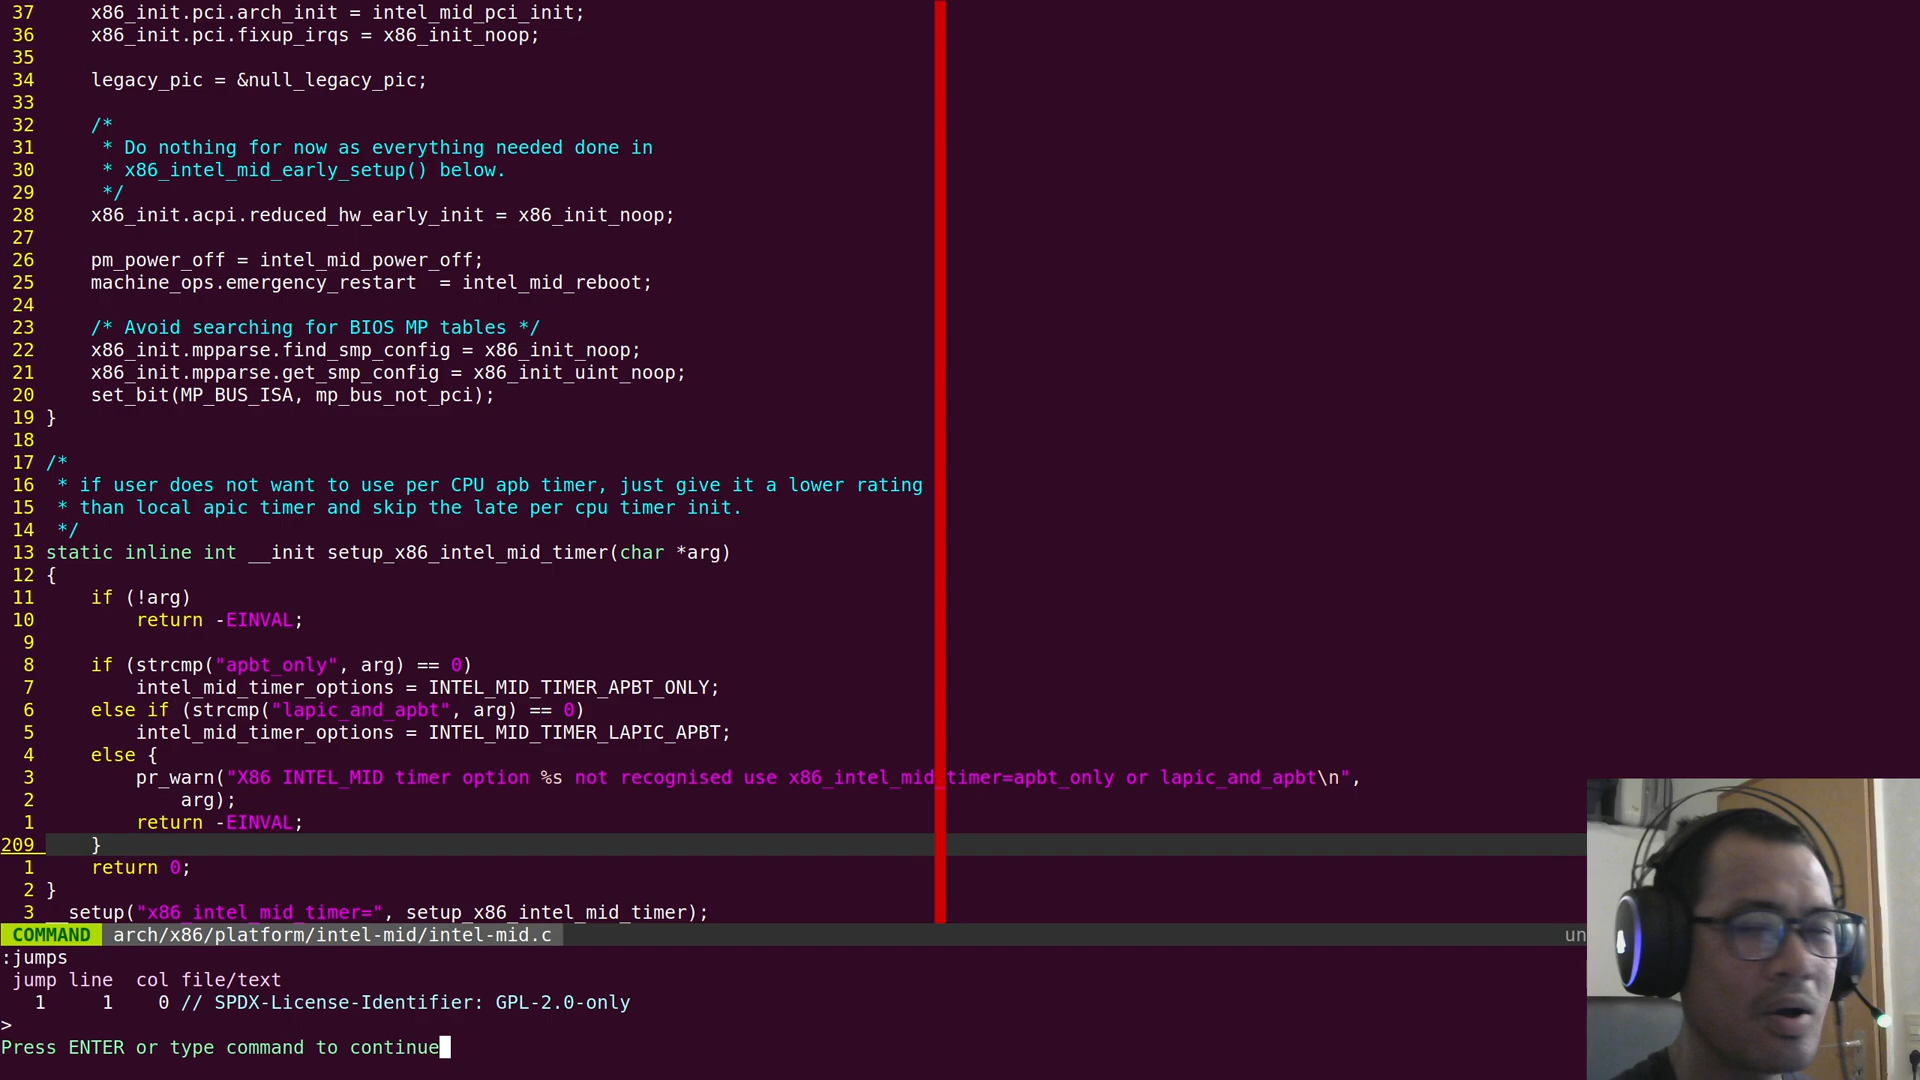 37     x86_init.pci.arch_init = intel_mid_pci_init;
36     x86_init.pci.fixup_irqs = x86_init_noop;
35
34     legacy_pic = &null_legacy_pic;
33
32     /*
31      * Do nothing for now as everything needed done in
30      * x86_intel_mid_early_setup() below.
29      */
28     x86_init.acpi.reduced_hw_early_init = x86_init_noop;
27
26     pm_power_off = intel_mid_power_off;
25     machine_ops.emergency_restart  = intel_mid_reboot;
24
23     /* Avoid searching for BIOS MP tables */
22     x86_init.mpparse.find_smp_config = x86_init_noop;
21     x86_init.mpparse.get_smp_config = x86_init_uint_noop;
20     set_bit(MP_BUS_ISA, mp_bus_not_pci);
19 }
18
17 /*
16  * if user does not want to use per CPU apb timer, just give it a lower rating
15  * than local apic timer and skip the late per cpu timer init.
14  */
13 static inline int __init setup_x86_intel_mid_timer(char *arg)
12 {
11     if (!arg)
10         return -EINVAL;
9
8     if (strcmp("apbt_only", arg) == 0)
7         intel_mid_timer_options = INTEL_MID_TIMER_APBT_ONLY;
6     else if (strcmp("lapic_and_apbt", arg) == 0)
5         intel_mid_timer_options = INTEL_MID_TIMER_LAPIC_APBT;
4     else {
3         pr_warn("X86 INTEL_MID timer option %s not recognised use x86_intel_mid_timer=apbt_only or lapic_and_apbt\n",
2             arg);
1         return -EINVAL;
209     }
1     return 0;
2 }
3 __setup("x86_intel_mid_timer=", setup_x86_intel_mid_timer);
COMMAND arch/x86/platform/intel-mid/intel-mid.c un
:jumps
 jump line  col file/text
   1     1    0 // SPDX-License-Identifier: GPL-2.0-only
>
Press ENTER or type command to continue